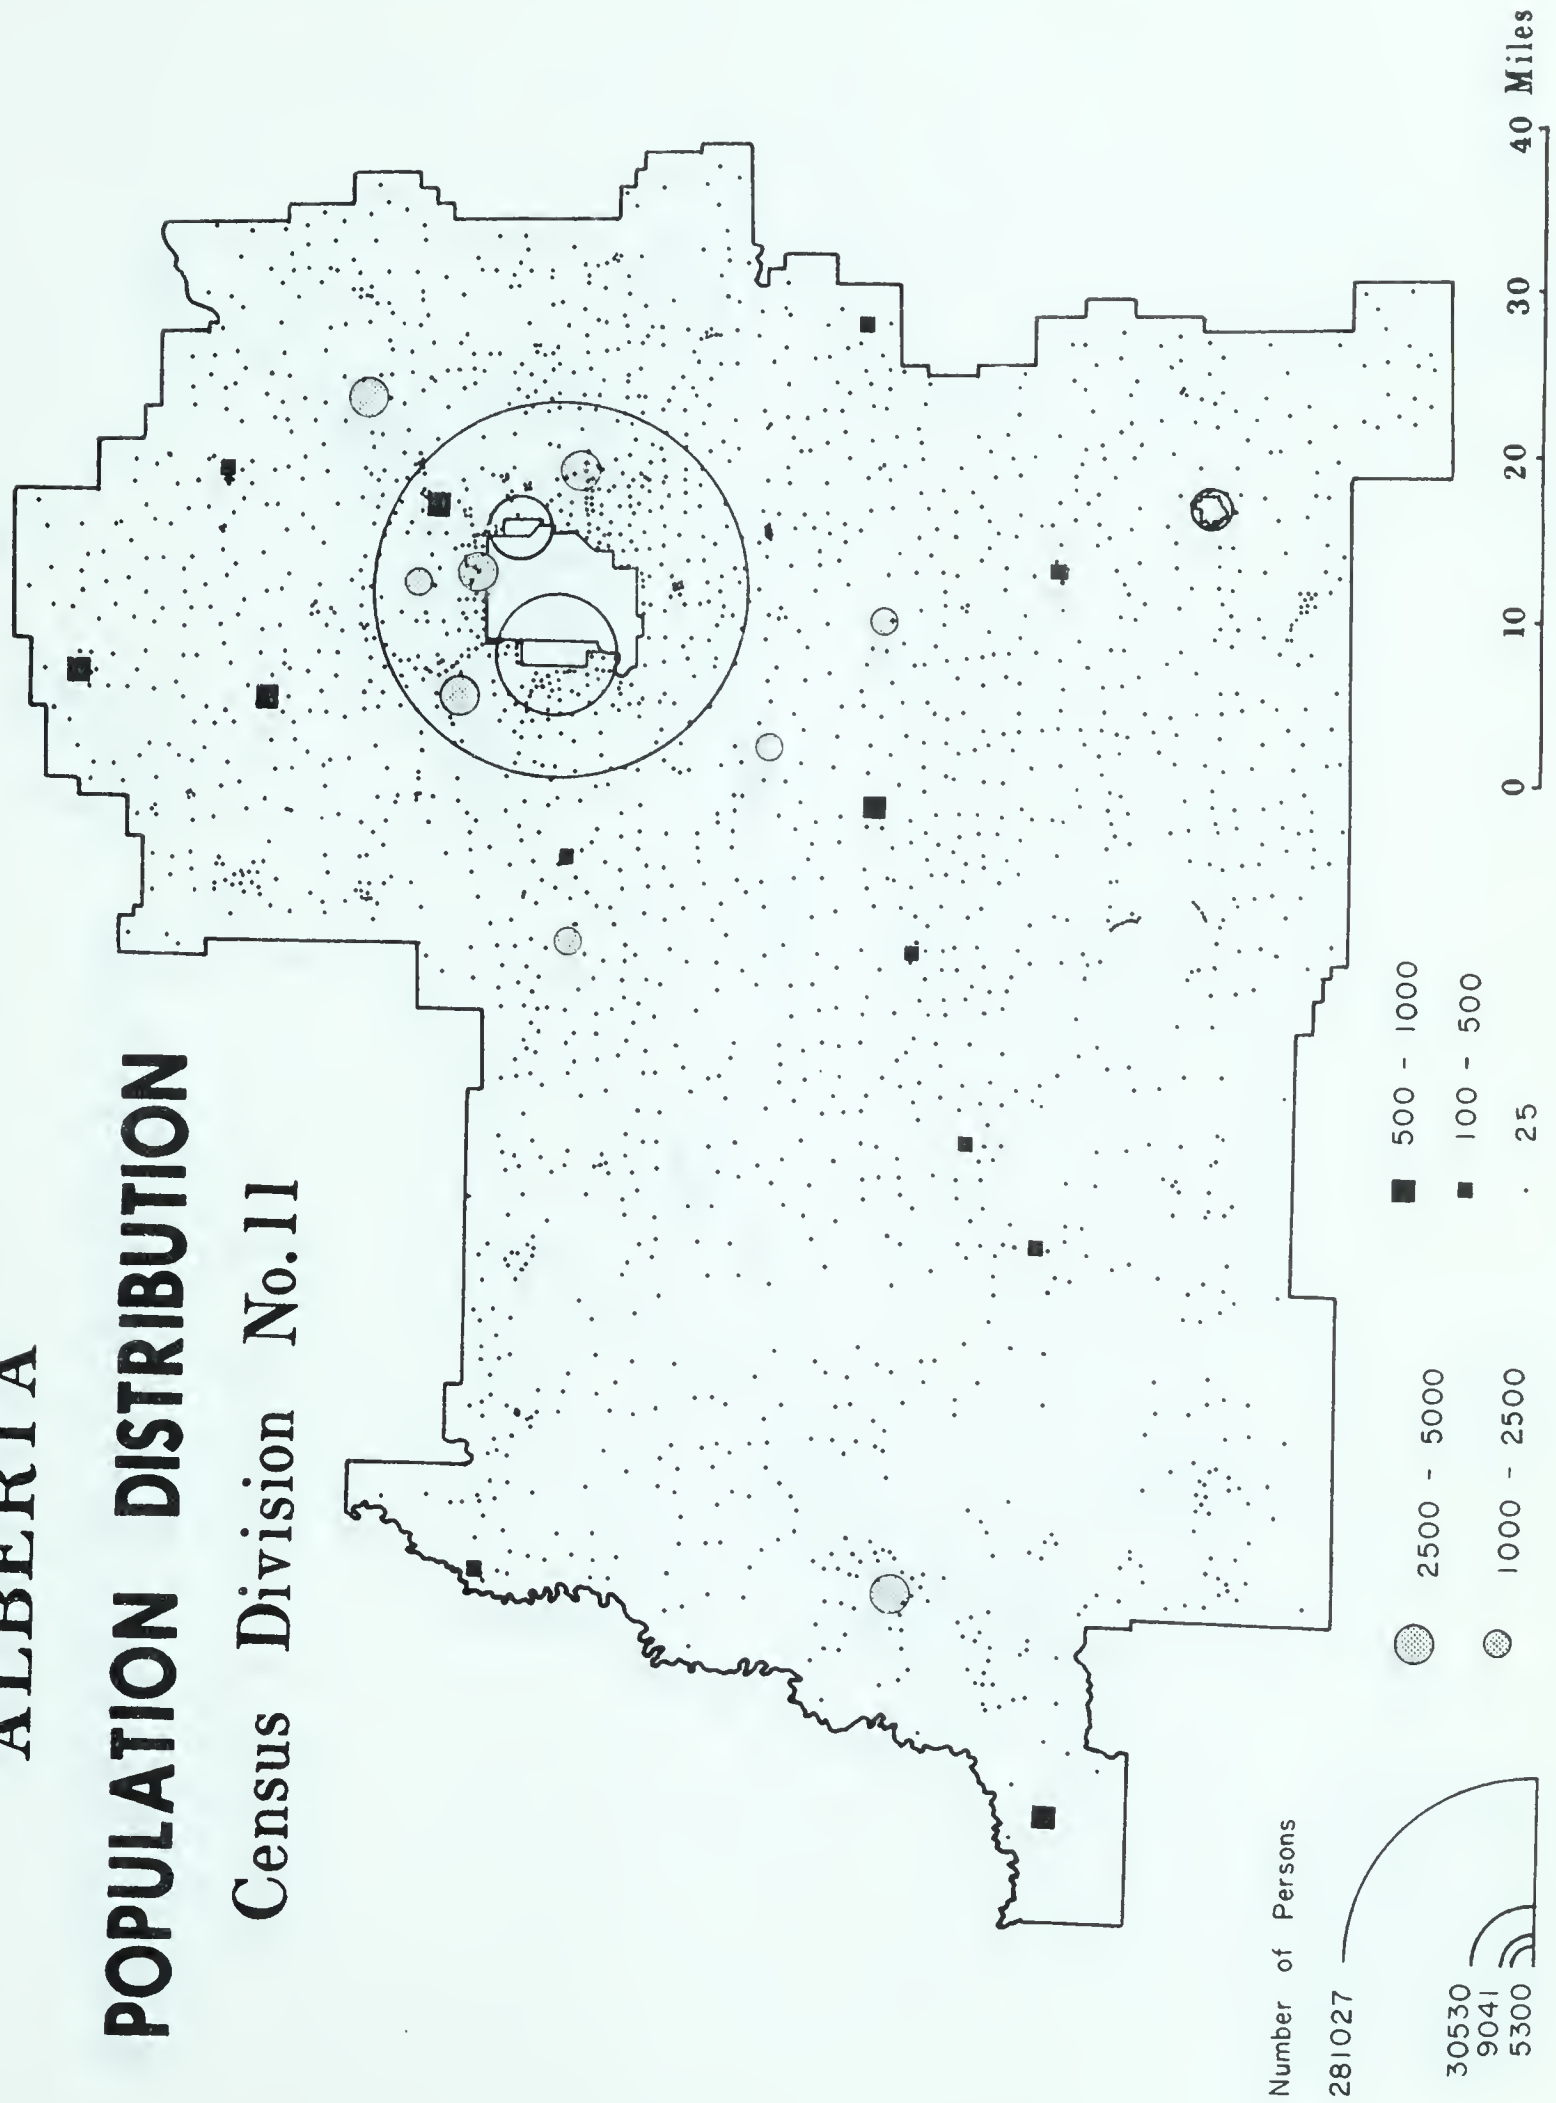 ALBERTA
POPULATION DISTRIBUTION
Census Division No.11
Number of Persons
281027
30530
9041
5300
2500 - 5000
1000 - 2500
500 - 1000
100 - 500
25
0 10 20 30 40 Miles